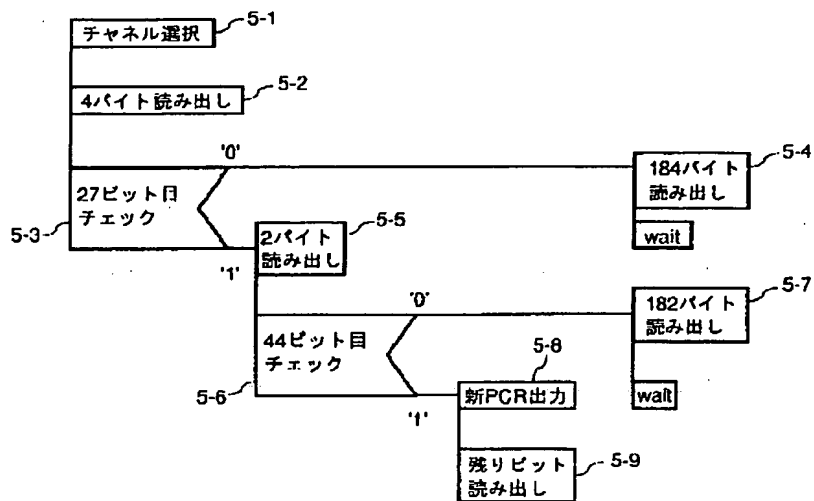 チャネル選択
5-1
4バイト読み出し
5-2
'0'
27ビット目
チェック
5-3
'1'
184バイト
読み出し
5-4
wait
2バイト
読み出し
5-5
'0'
44ビット目
チェック
5-6
'1'
182バイト
読み出し
5-7
wait
新PCR出力
5-8
残りビット
読み出し
5-9